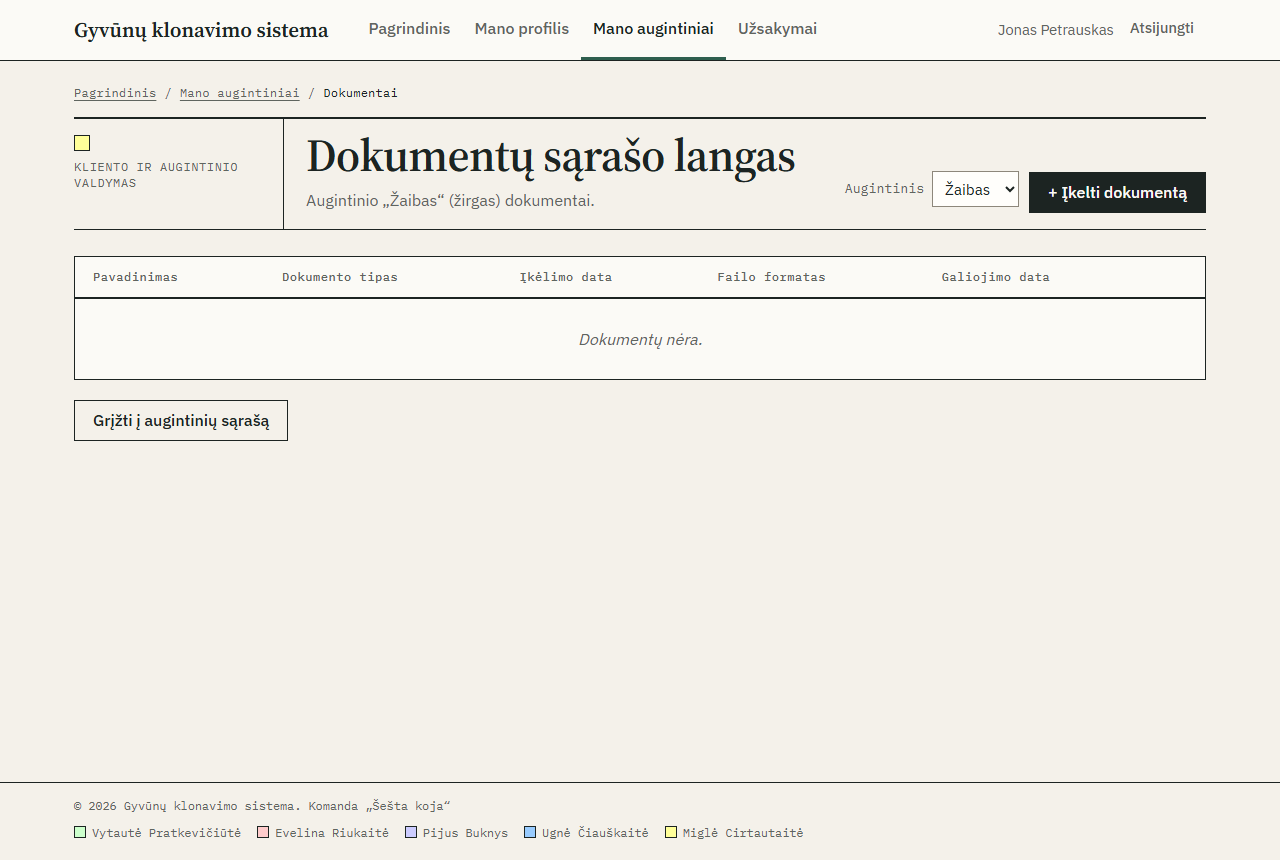 Gyvūnų klonavimo sistema Pagrindinis Mano profilis Mano augintiniai Užsakymai Jonas Petrauskas Atsijungti
Pagrindinis / Mano augintiniai / Dokumentai
KLIENTO IR AUGINTINIO
VALDYMAS
Dokumentų sąrašo langas
Augintinio „Žaibas“ (žirgas) dokumentai.
Augintinis Žaibas + Įkelti dokumentą
Pavadinimas Dokumento tipas Įkėlimo data Failo formatas Galiojimo data
Dokumentų nėra.
Grįžti į augintinių sąrašą
© 2026 Gyvūnų klonavimo sistema. Komanda „Šešta koja“
Vytautė Pratkevičiūtė Evelina Riukaitė Pijus Buknys Ugnė Čiauškaitė Miglė Cirtautaitė